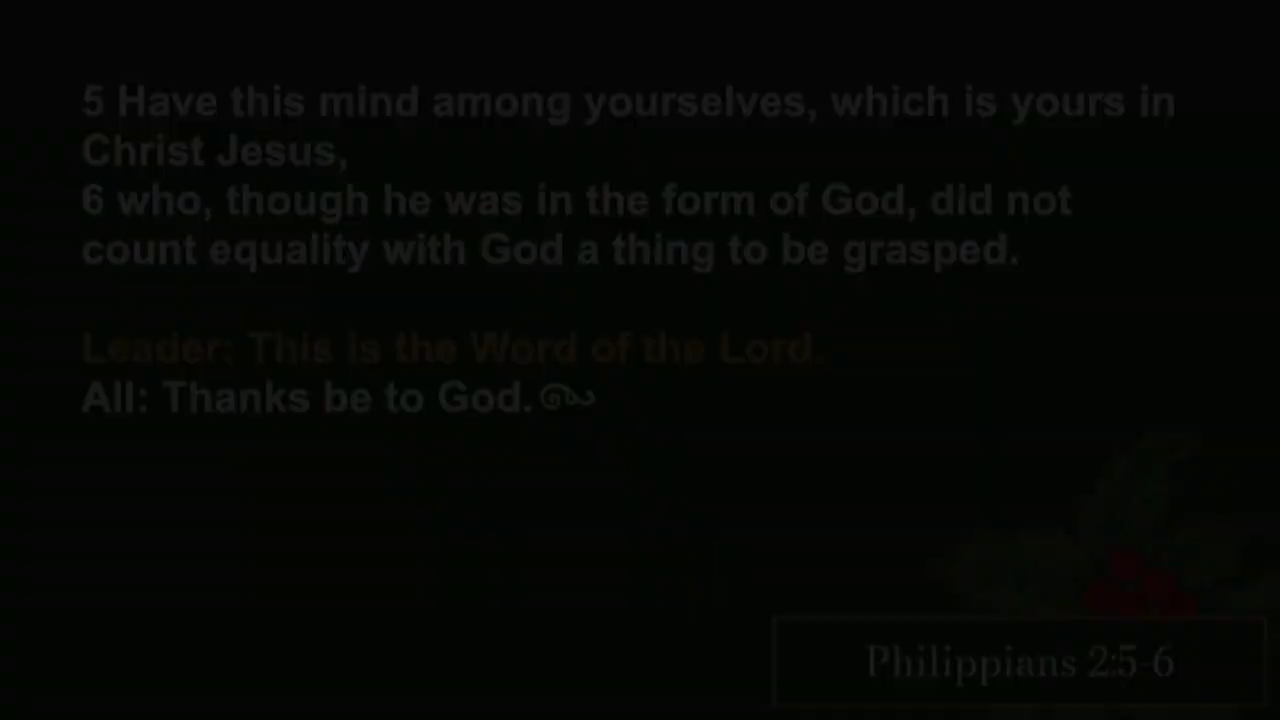 5 Have this mind among yourselves, which is yours in
Christ Jesus,
6 who, though he was in the form of God, did not
count equality with God a thing to be grasped.
Leader: This is the Word of the Lord.
All: Thanks be to God.
Philippians 2:5-6